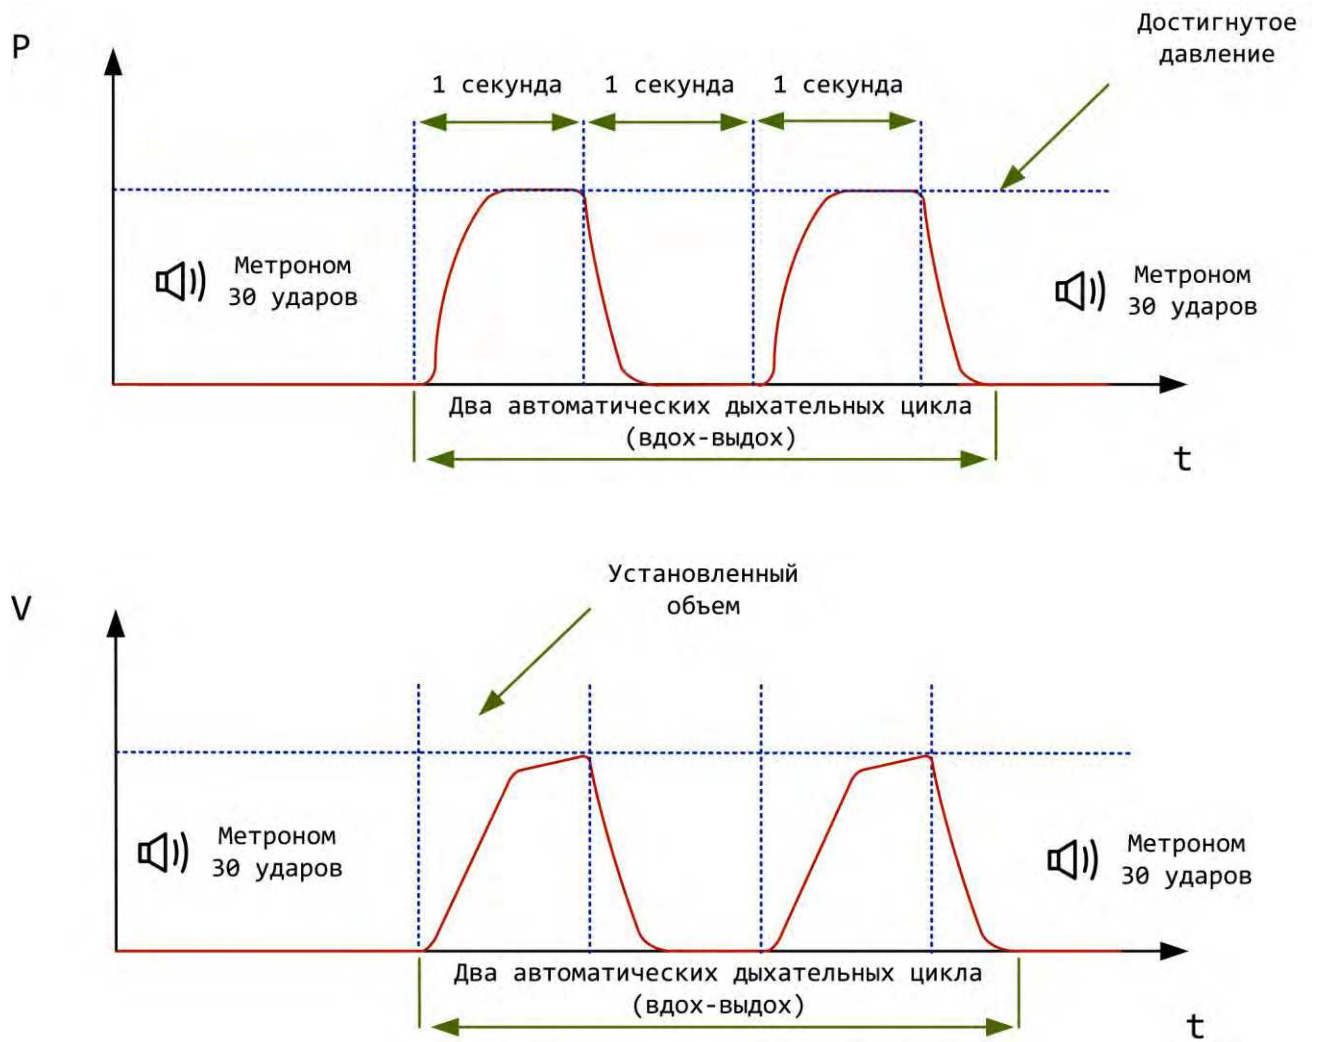 Достигнутое
давление
P
1 секунда
1 секунда
1 секунда
Метроном
30 ударов
Метроном
30 ударов
Два автоматических дыхательных цикла
(вдох-выдох)
t
Установленный
объем
V
Метроном
30 ударов
Метроном
30 ударов
Два автоматических дыхательных цикла
(вдох-выдох)
t